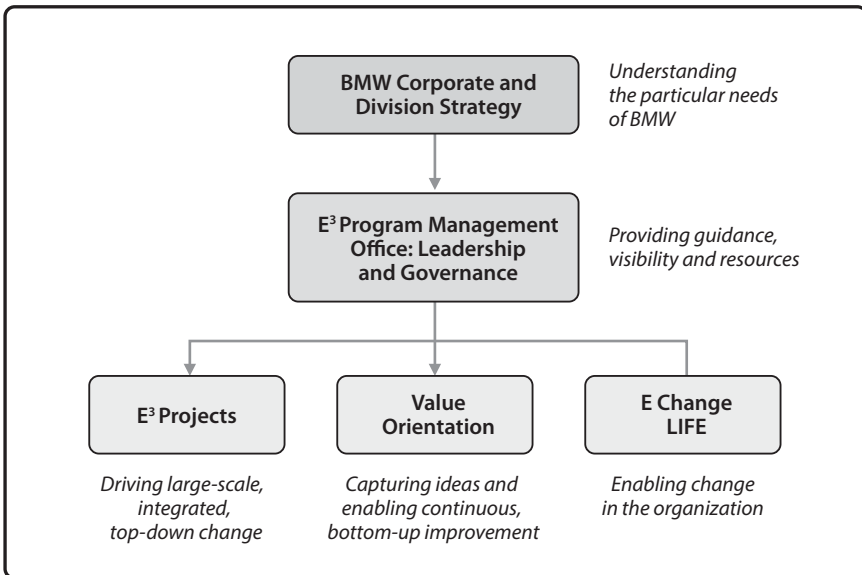 BMW Corporate and
Division Strategy
Understanding
the particular needs
of BMW
E³ Program Management
Office: Leadership
and Governance
Providing guidance,
visibility and resources
E³ Projects
Value
Orientation
E Change
LIFE
Driving large-scale,
integrated,
top-down change
Capturing ideas and
enabling continuous,
bottom-up improvement
Enabling change
in the organization